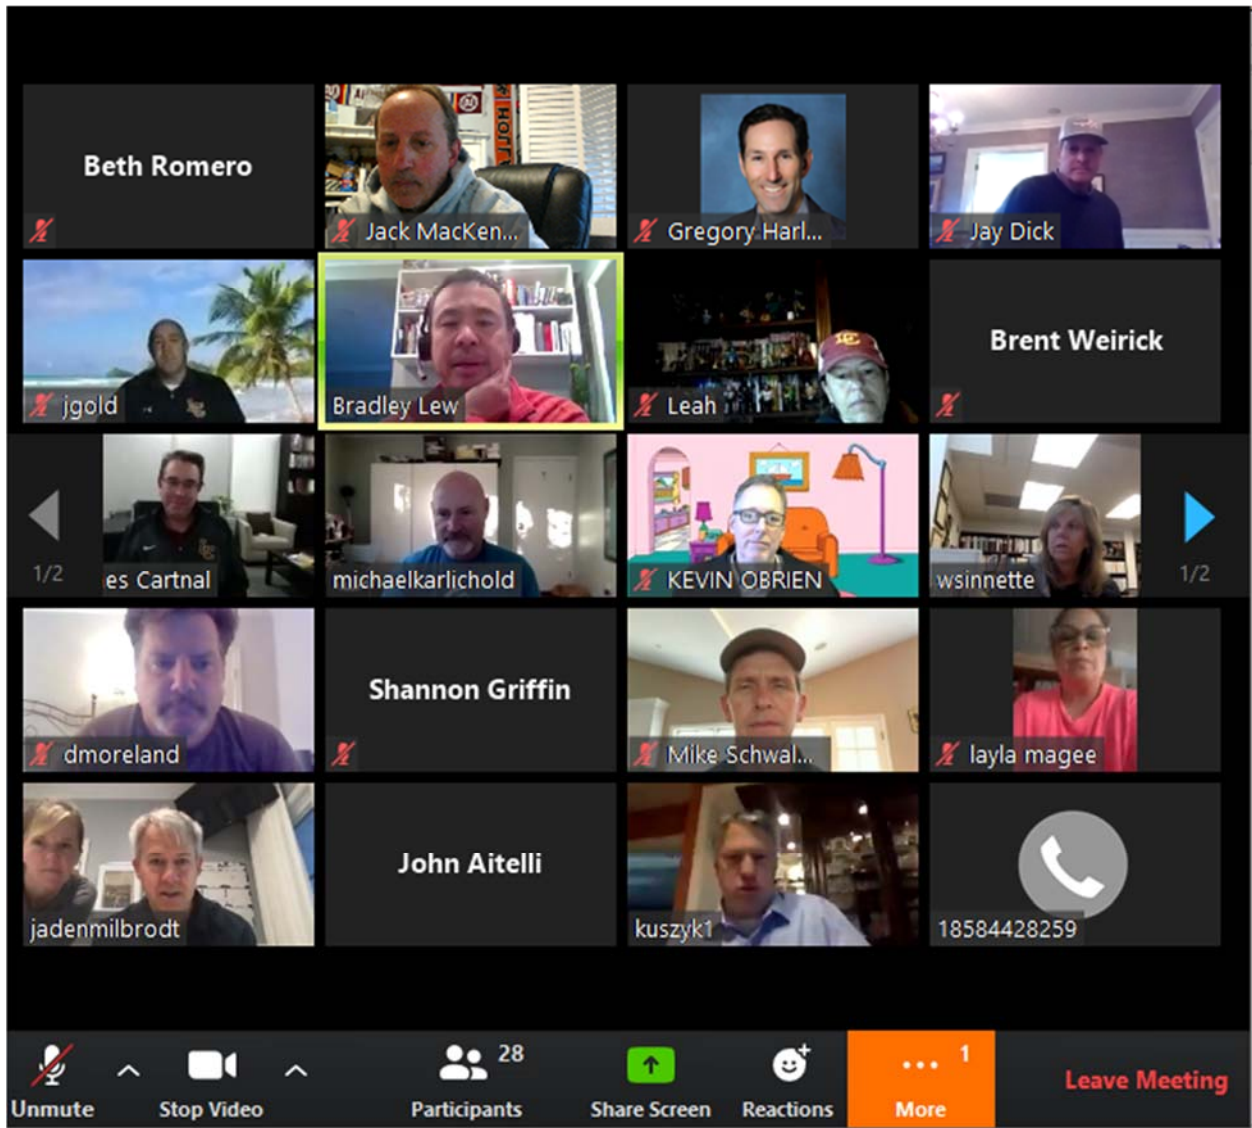 Beth Romero
Jack MacKen...
Gregory Harl...
Jay Dick
jgold
Bradley Lew
Leah
Brent Weirick
1/2
es Cartnal
michaelkarlichold
KEVIN OBRIEN
wsinnette
1/2
dmoreland
Shannon Griffin
Mike Schwal...
layla magee
jadenmilbrodt
John Aitelli
kuszyk1
18584428259
28
1
Unmute
Stop Video
Participants
Share Screen
Reactions
More
Leave Meeting